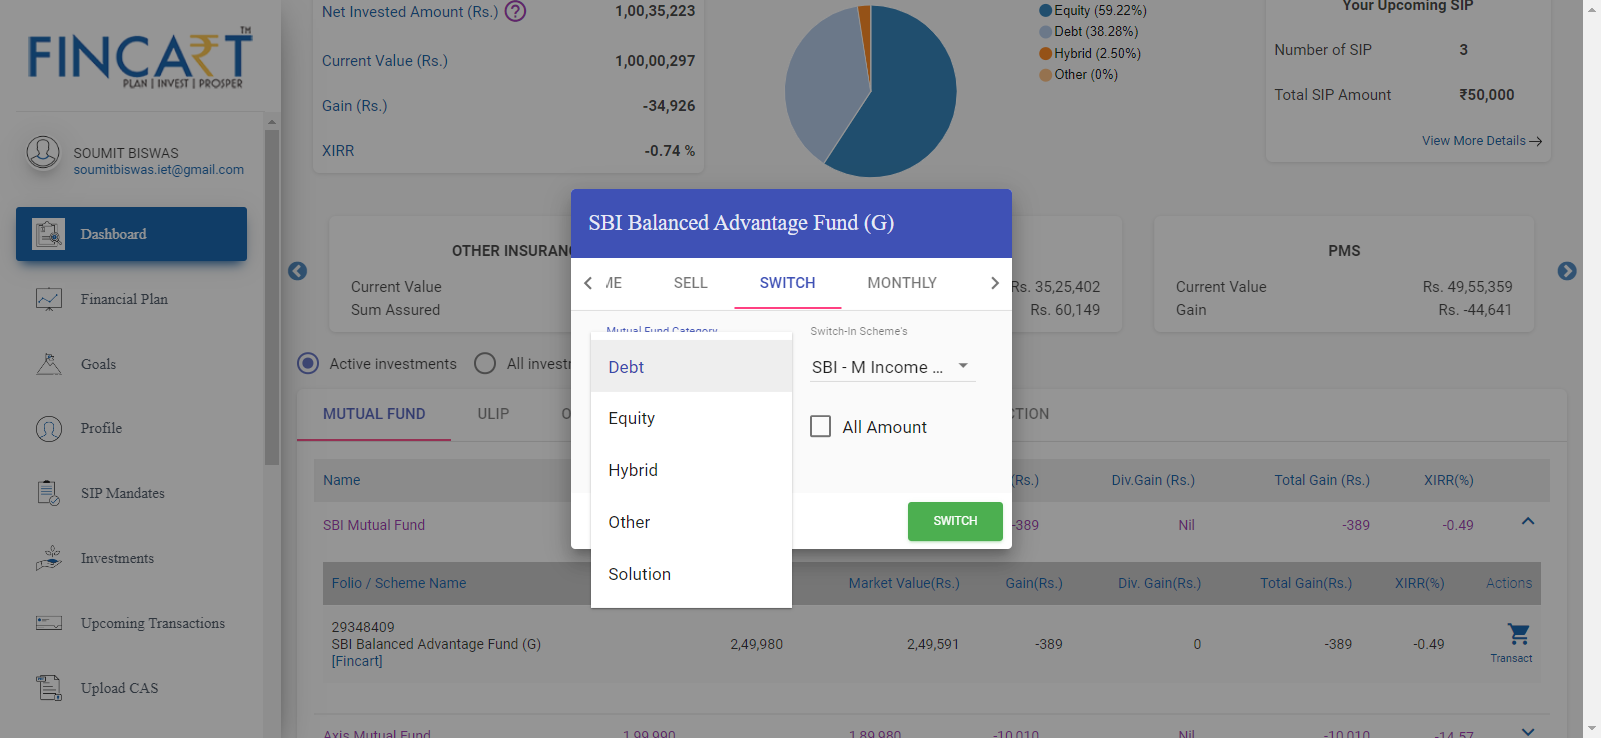 FINCART
TM
PLAN | INVEST | PROSPER
SOUMIT BISWAS
soumitbiswas.iet@gmail.com
Dashboard
Financial Plan
Goals
Profile
SIP Mandates
Investments
Upcoming Transactions
Upload CAS
Net Invested Amount (Rs.) ? 1,00,35,223
Current Value (Rs.) 1,00,00,297
Gain (Rs.) -34,926
XIRR -0.74 %
Equity (59.22%)
Debt (38.28%)
Hybrid (2.50%)
Other (0%)
Your Upcoming SIP
Number of SIP 3
Total SIP Amount ₹50,000
View More Details
OTHER INSURANC
Current Value
Sum Assured
Rs. 35,25,402
Rs. 60,149
PMS
Current Value Rs. 49,55,359
Gain Rs. -44,641
Active investments All investm
SBI Balanced Advantage Fund (G)
ME SELL SWITCH MONTHLY
Mutual Fund Category
Debt
Equity
Hybrid
Other
Solution
Switch-In Scheme's
SBI - M Income ...
All Amount
SWITCH
MUTUAL FUND ULIP O CTION
Name (Rs.) Div.Gain (Rs.) Total Gain (Rs.) XIRR(%)
SBI Mutual Fund -389 Nil -389 -0.49
Folio / Scheme Name Market Value(Rs.) Gain(Rs.) Div. Gain(Rs.) Total Gain(Rs.) XIRR(%) Actions
29348409
SBI Balanced Advantage Fund (G) 2,49,980 2,49,591 -389 0 -389 -0.49
[Fincart]
Transact
Axis Mutual Fund 1,99,990 1,89,980 -10,010 Nil -10,010 -14.57